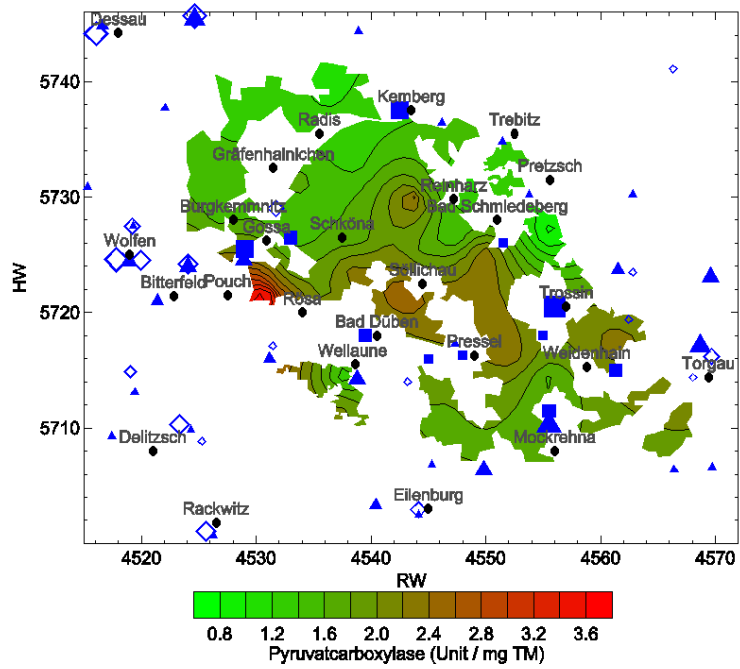 Dessau
5740
Kemberg
Radis
Trebitz
Gräfenhainichen
Pretzsch
5730
Reinharz
Burgkemnitz
Bad Schmiedeberg
Gossa
Schköna
Wolfen
HW
Söllichau
Bitterfeld
Pouch
Trossin
5720
Rösa
Bad Düben
Pressel
Wellaune
Weidenhain
Torgau
5710
Delitzsch
Mockrehna
Eilenburg
Rackwitz
4520 4530 4540 4550 4560 4570
RW
0.8 1.2 1.6 2.0 2.4 2.8 3.2 3.6
Pyruvatcarboxylase (Unit / mg TM)